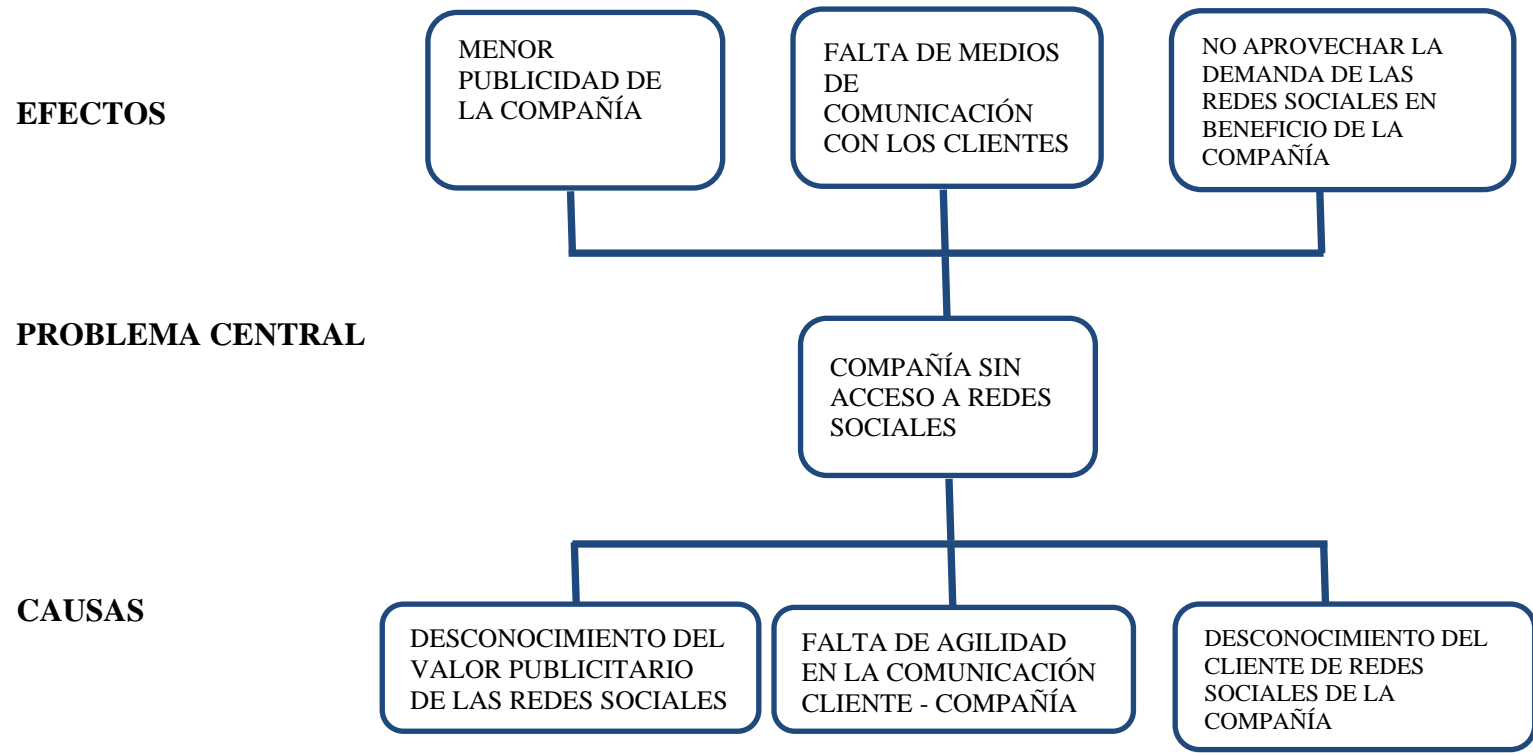 EFECTOS
MENOR
PUBLICIDAD DE
LA COMPAÑÍA
FALTA DE MEDIOS
DE
COMUNICACIÓN
CON LOS CLIENTES
NO APROVECHAR LA
DEMANDA DE LAS
REDES SOCIALES EN
BENEFICIO DE LA
COMPAÑÍA
PROBLEMA CENTRAL
COMPAÑÍA SIN
ACCESO A REDES
SOCIALES
CAUSAS
DESCONOCIMIENTO DEL
VALOR PUBLICITARIO
DE LAS REDES SOCIALES
FALTA DE AGILIDAD
EN LA COMUNICACIÓN
CLIENTE - COMPAÑÍA
DESCONOCIMIENTO DEL
CLIENTE DE REDES
SOCIALES DE LA
COMPAÑÍA